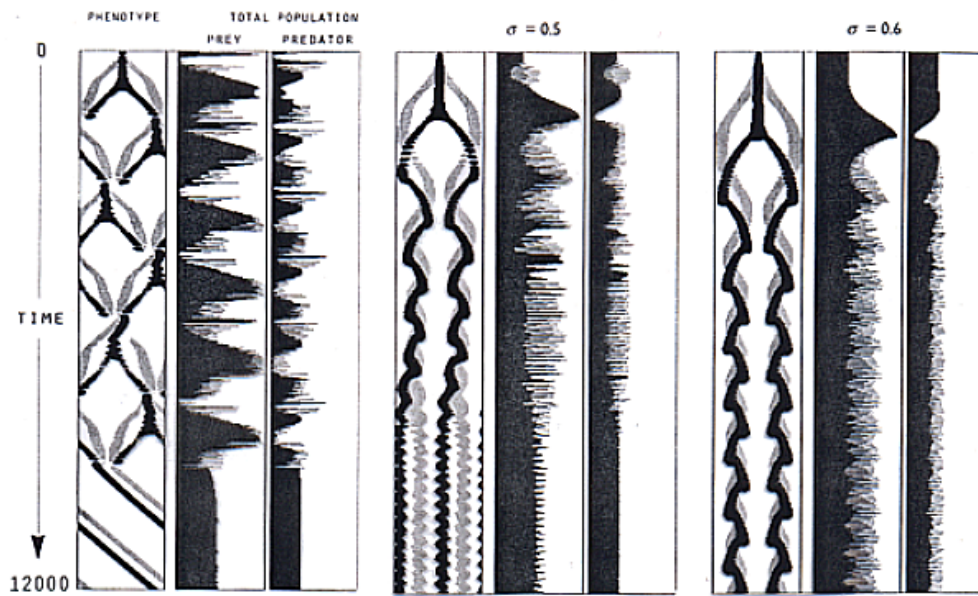 PHENOTYPE TOTAL POPULATION
PREY PREDATOR
σ = 0.5
σ = 0.6
0
TIME
12000